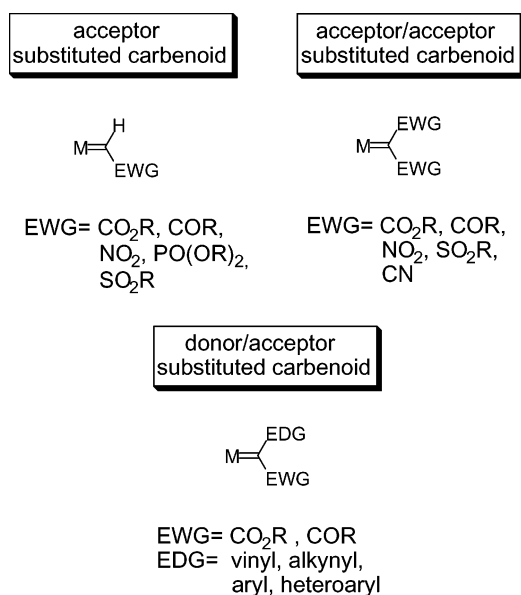 acceptor
substituted carbenoid
H
M
EWG
EWG= CO₂R, COR,
NO₂, PO(OR)₂,
SO₂R
acceptor/acceptor
substituted carbenoid
EWG
M
EWG
EWG= CO₂R, COR,
NO₂, SO₂R,
CN
donor/acceptor
substituted carbenoid
EDG
M
EWG
EWG= CO₂R , COR
EDG= vinyl, alkynyl,
aryl, heteroaryl